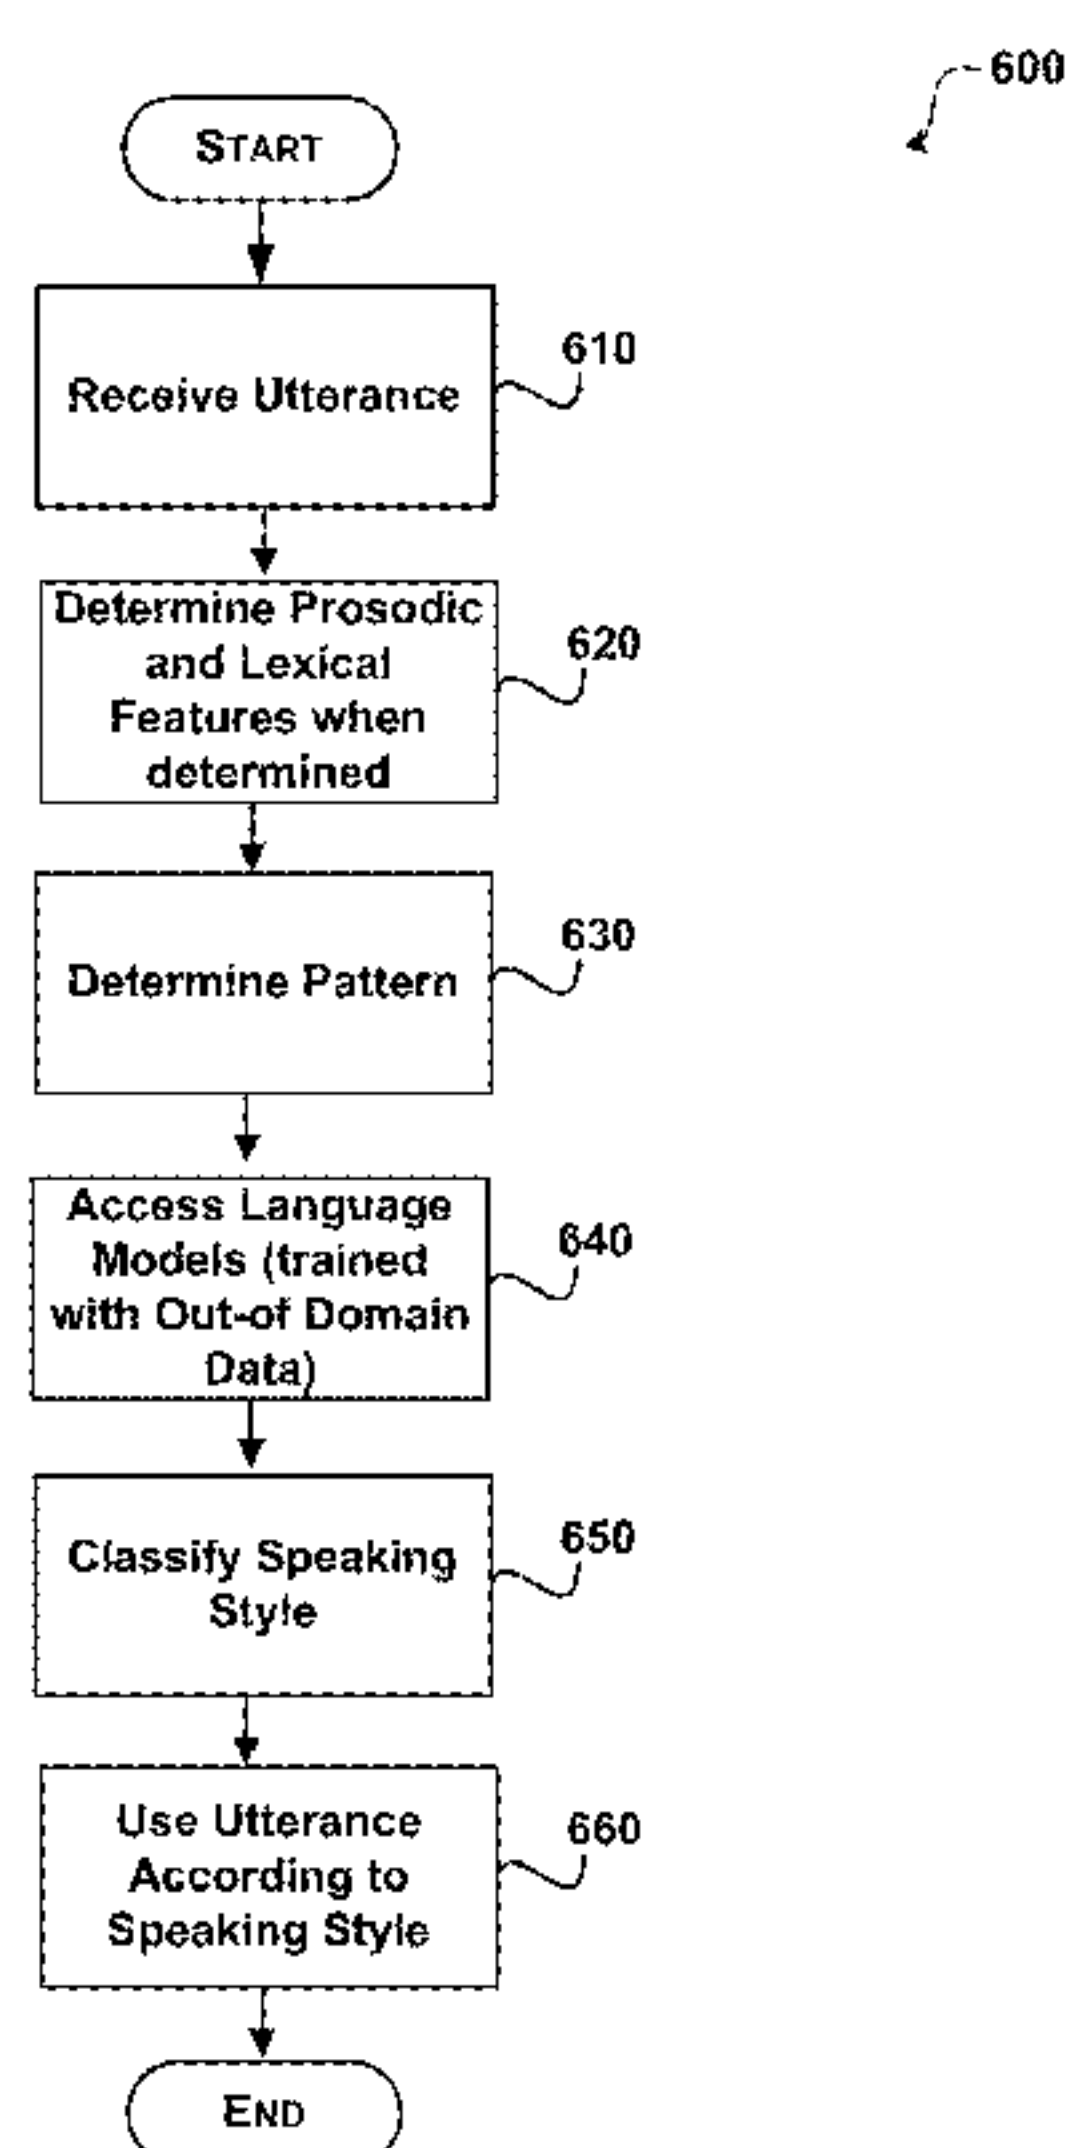 600
START
Receive Utterance
610
Determine Prosodic
and Lexical
Features when
determined
620
Determine Pattern
630
Access Language
Models (trained
with Out-of Domain
Data)
640
Classify Speaking
Style
650
Use Utterance
According to
Speaking Style
660
END